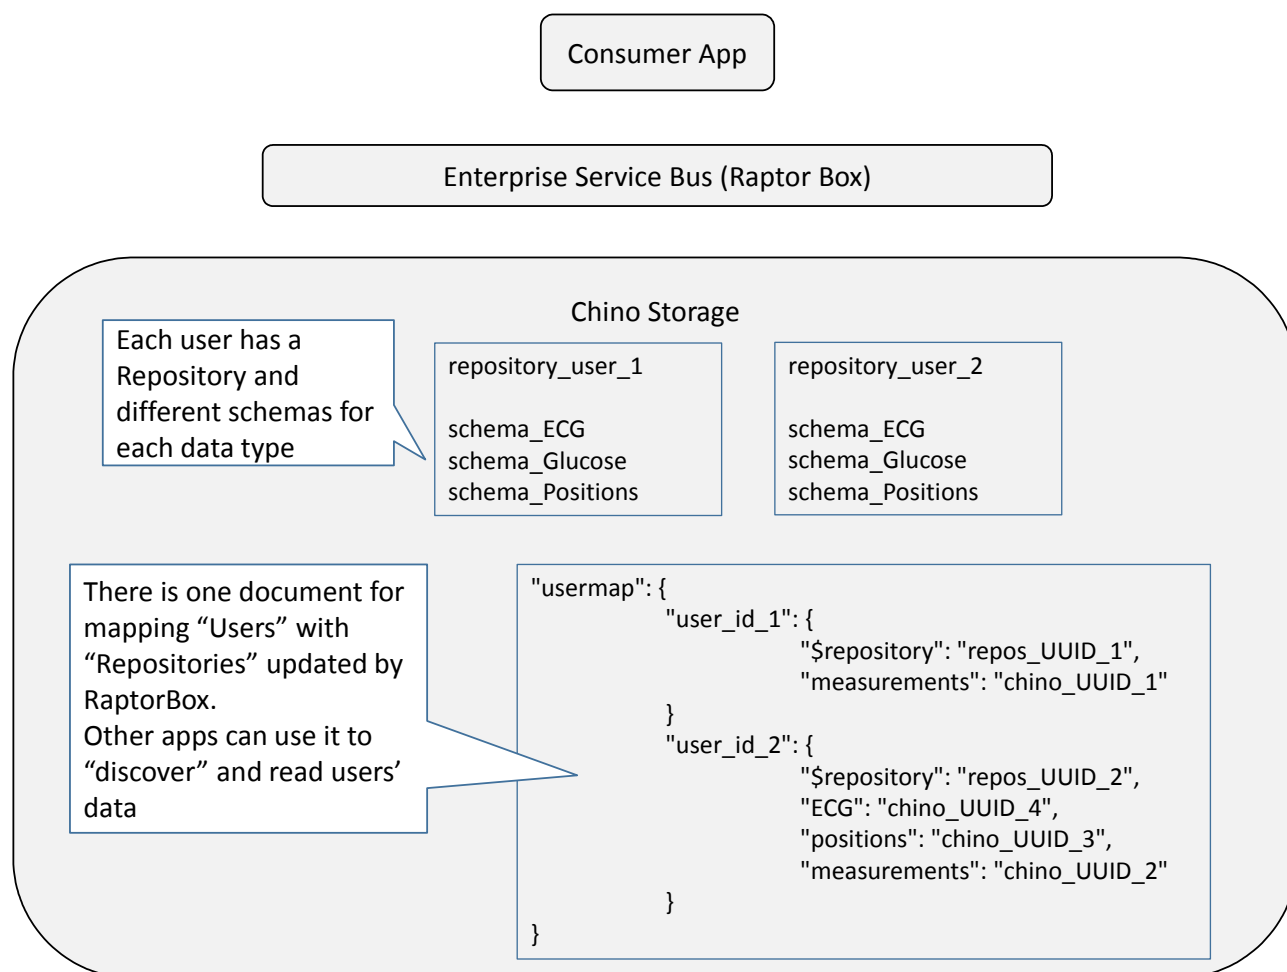 Consumer App
Enterprise Service Bus (Raptor Box)
Chino Storage
Each user has a
Repository and
different schemas for
each data type
repository_user_1
schema_ECG
schema_Glucose
schema_Positions
repository_user_2
schema_ECG
schema_Glucose
schema_Positions
There is one document for
mapping “Users” with
“Repositories” updated by
RaptorBox.
Other apps can use it to
“discover” and read users’
data
"usermap": {
"user_id_1": {
"$repository": "repos_UUID_1",
"measurements": "chino_UUID_1"
}
"user_id_2": {
"$repository": "repos_UUID_2",
"ECG": "chino_UUID_4",
"positions": "chino_UUID_3",
"measurements": "chino_UUID_2"
}
}